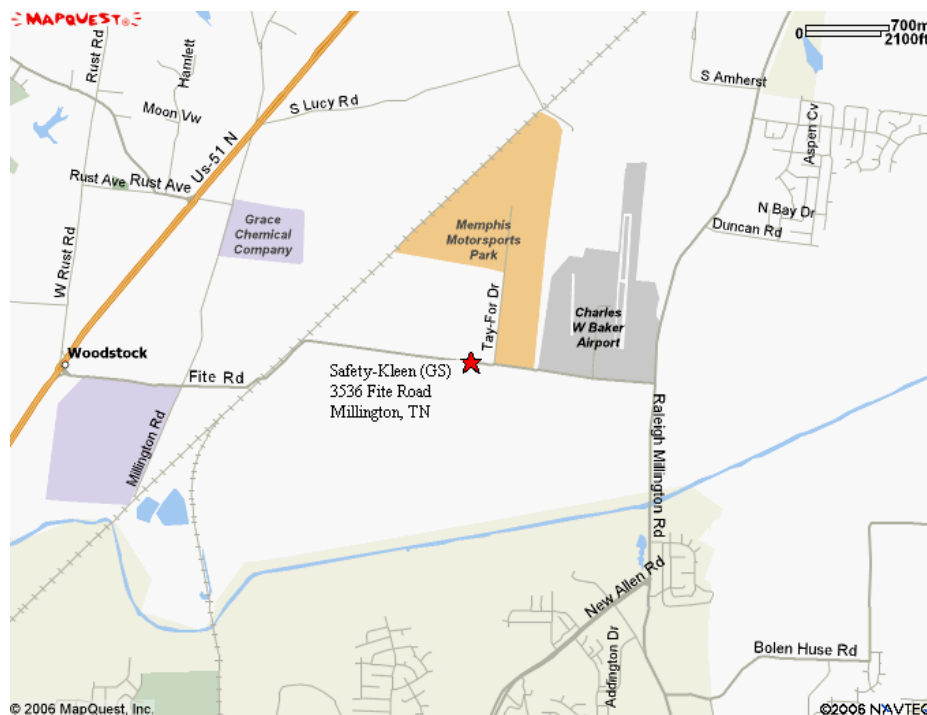 MAPQUEST
0
700m
2100ft
Rust Rd
Hamlett
Moon Vw
S Lucy Rd
Us-51 N
S Amherst
Aspen Cv
Rust Ave
Rust Ave
N Bay Dr
Duncan Rd
Grace
Chemical
Company
Memphis
Motorsports
Park
W Rust Rd
Tay-For Dr
Charles
W Baker
Airport
Woodstock
Fite Rd
Safety-Kleen (GS)
3536 Fite Road
Millington, TN
Millington Rd
Raleigh Millington Rd
New Allen Rd
Addington Dr
Bolen Huse Rd
© 2006 MapQuest, Inc.
©2006 NAVTEQ